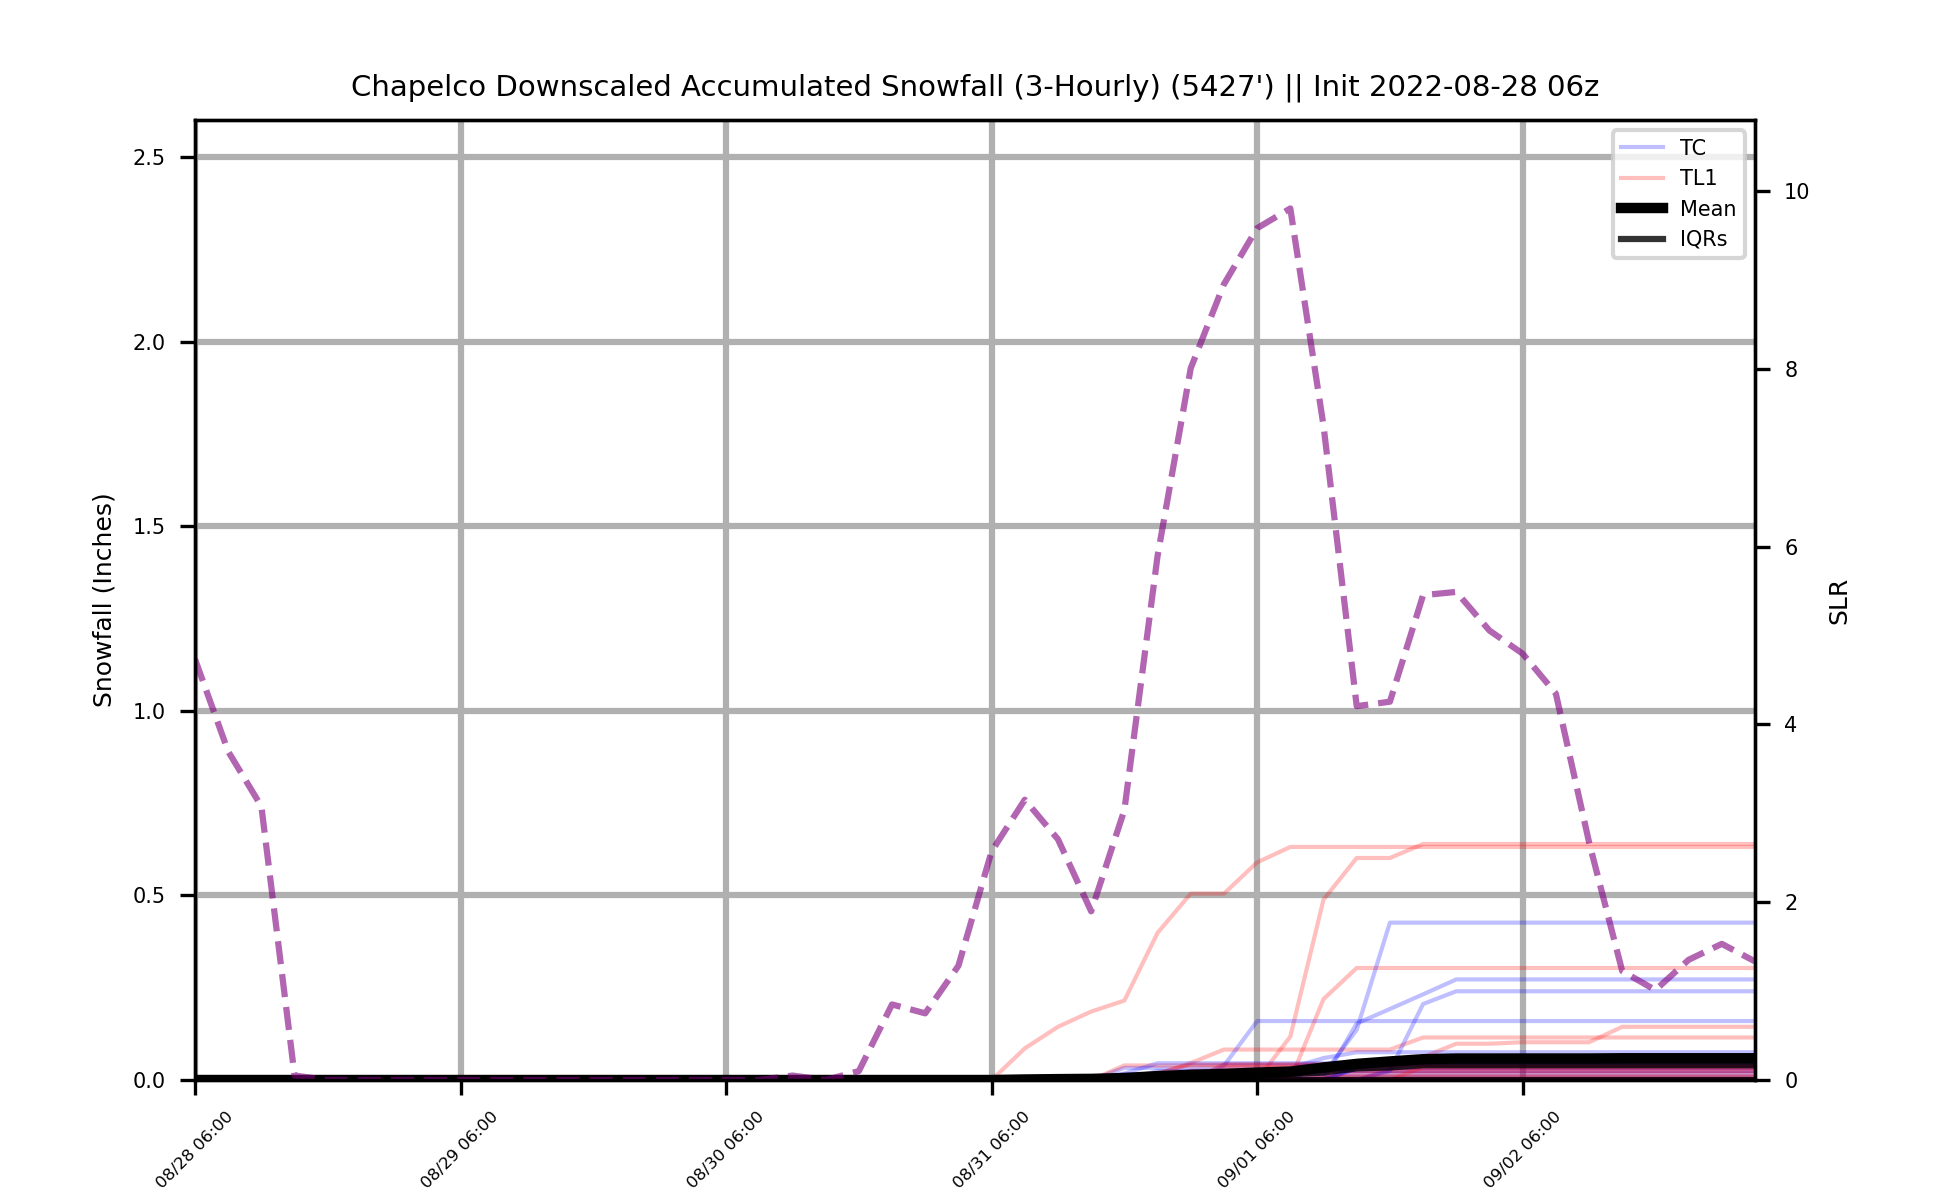 Chapelco Downscaled Accumulated Snowfall (3-Hourly) (5427') || Init 2022-08-28 06z
TC
TL1
Mean
IQRs
2.5
2.0
1.5
1.0
0.5
0.0
Snowfall (Inches)
10
8
6
4
2
0
SLR
08/28 06:00
08/29 06:00
08/30 06:00
08/31 06:00
09/01 06:00
09/02 06:00